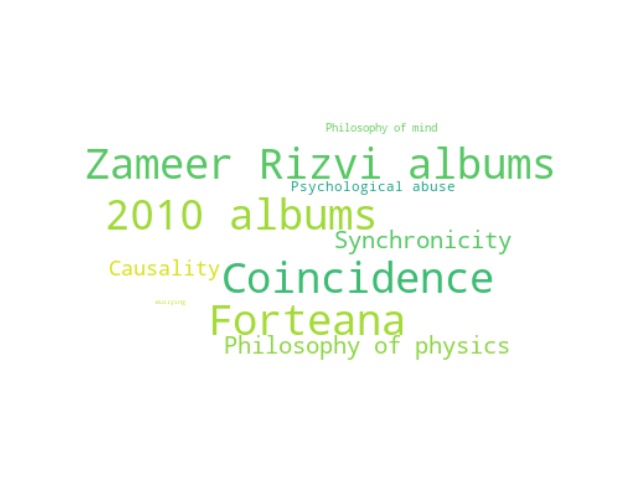 Philosophy of mind
Zameer Rizvi albums
Psychological abuse
2010 albums
Synchronicity
Causality
Coincidence
Forteana
Philosophy of physics